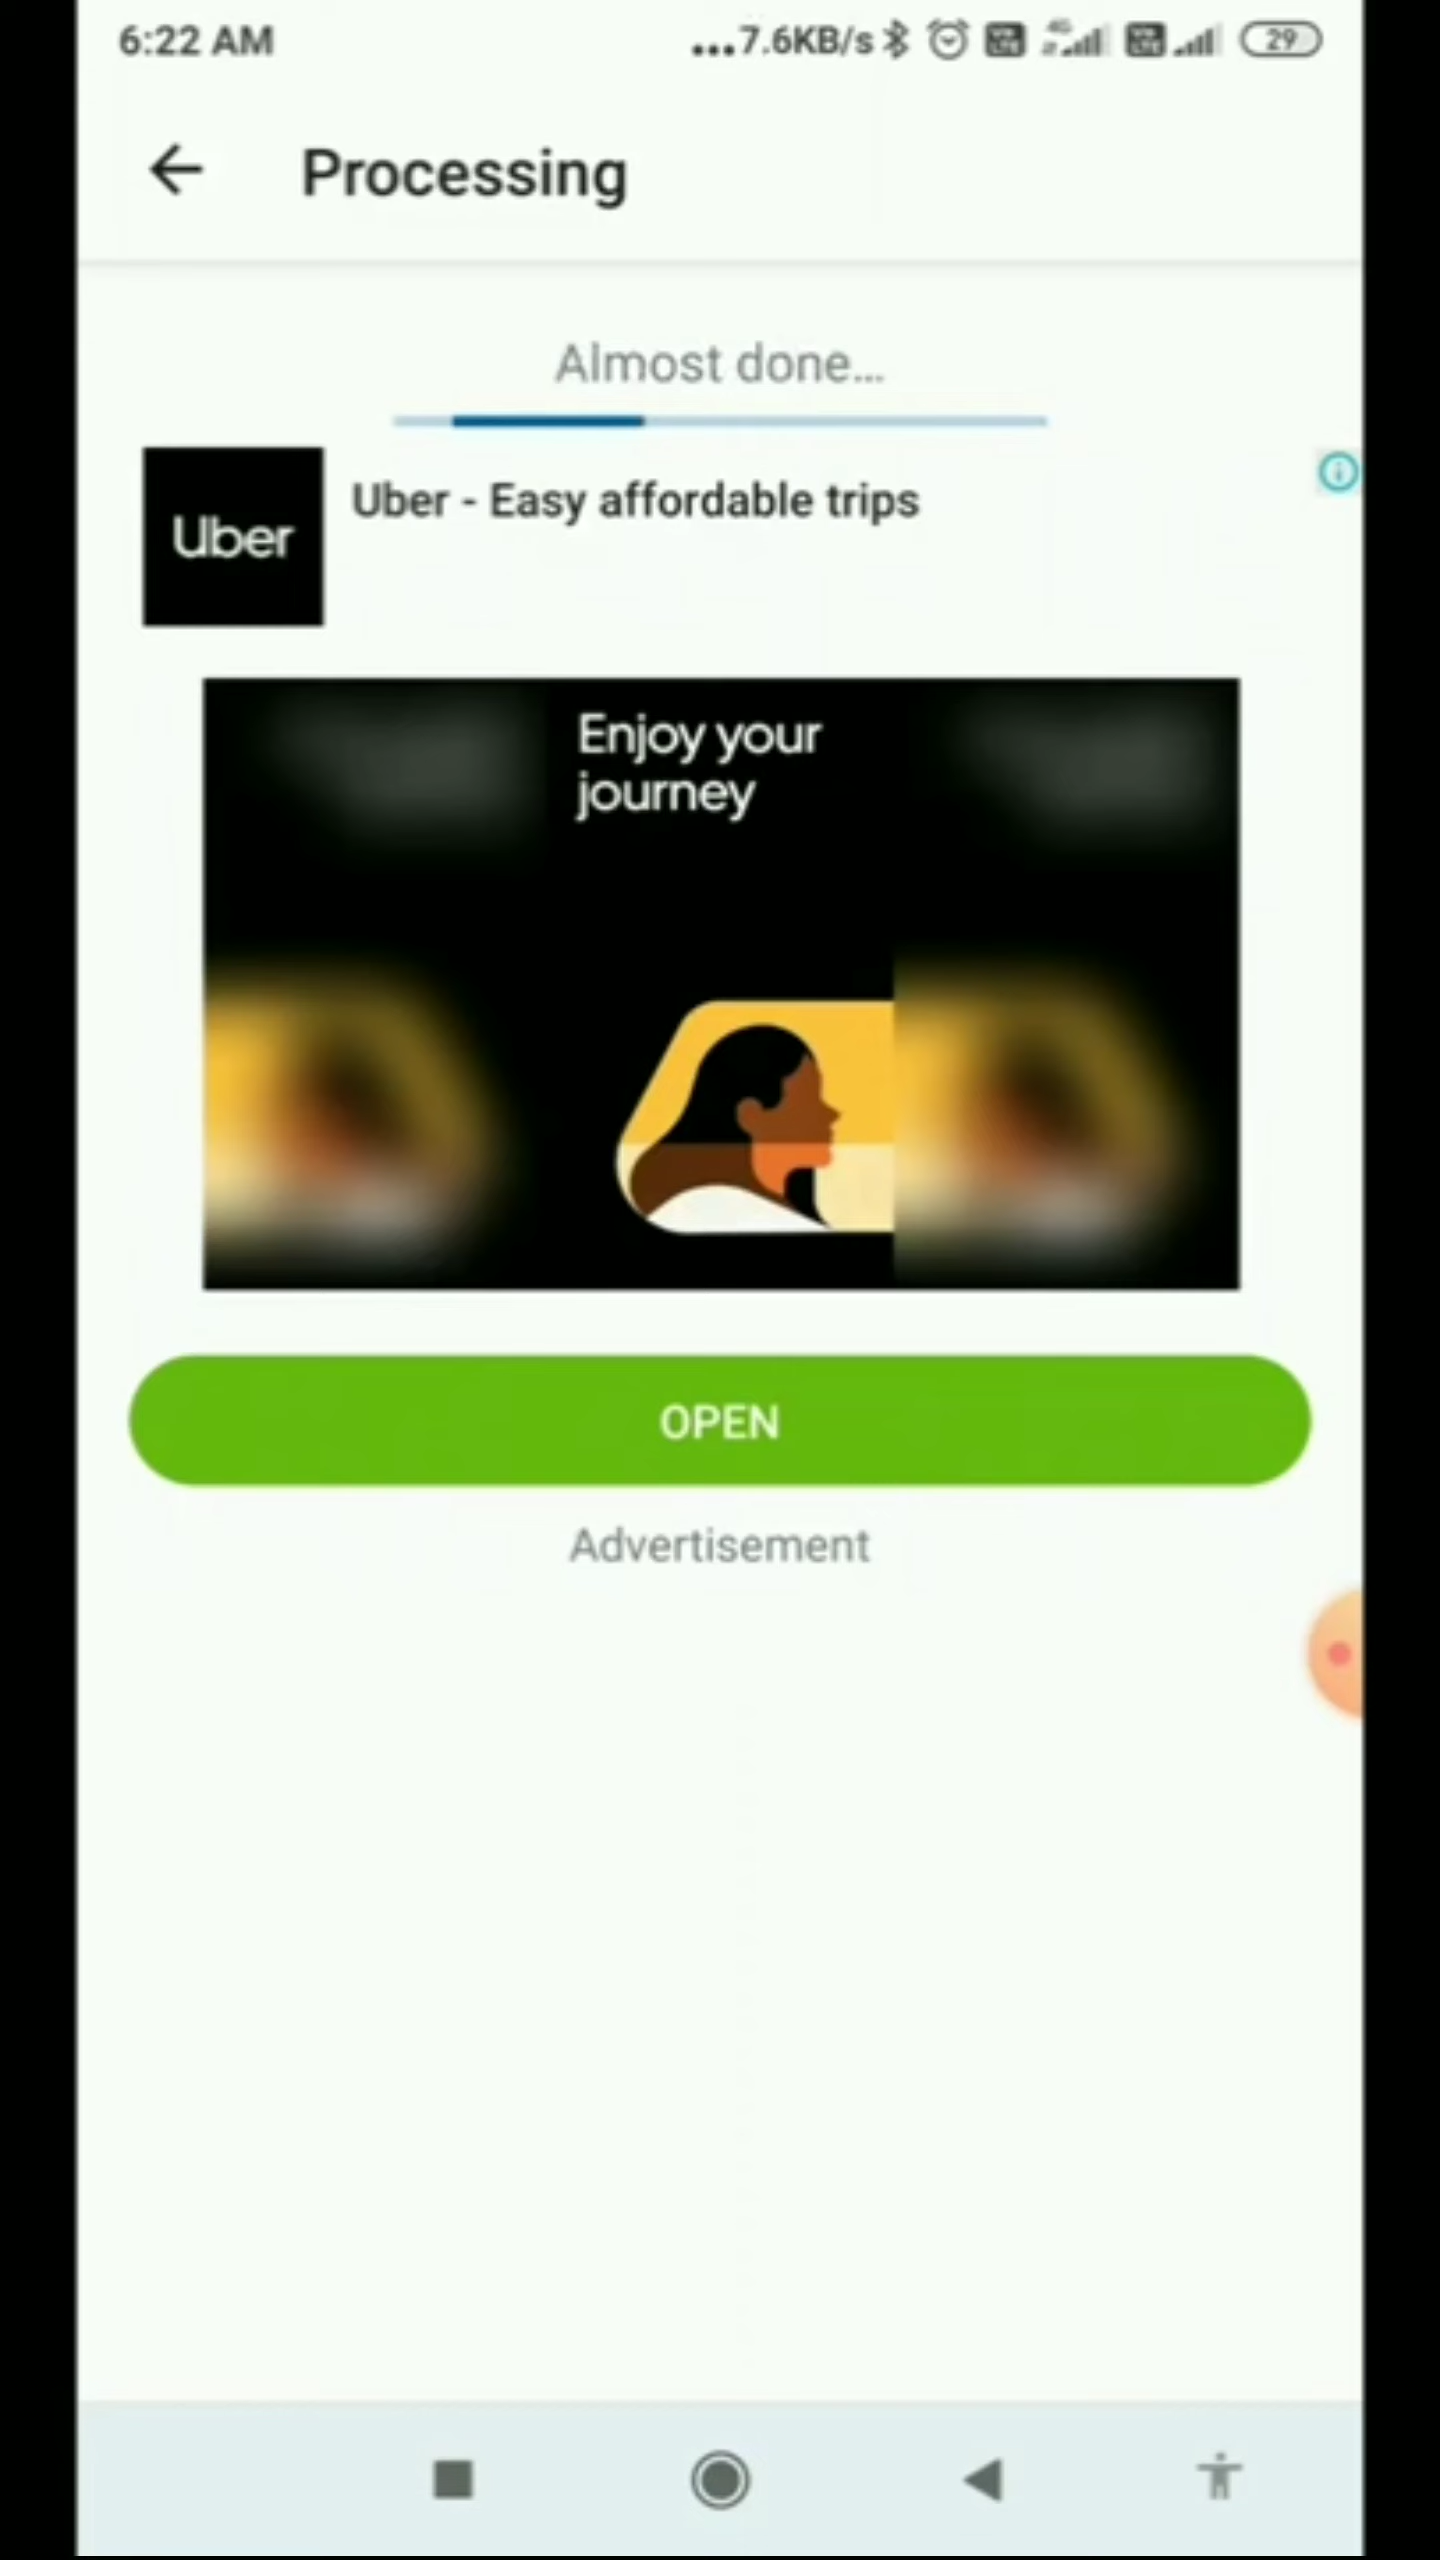 6:22 AM
...7.6KB/s
4G
29
Processing
Almost done...
Uber
Uber - Easy affordable trips
Enjoy your
journey
OPEN
Advertisement